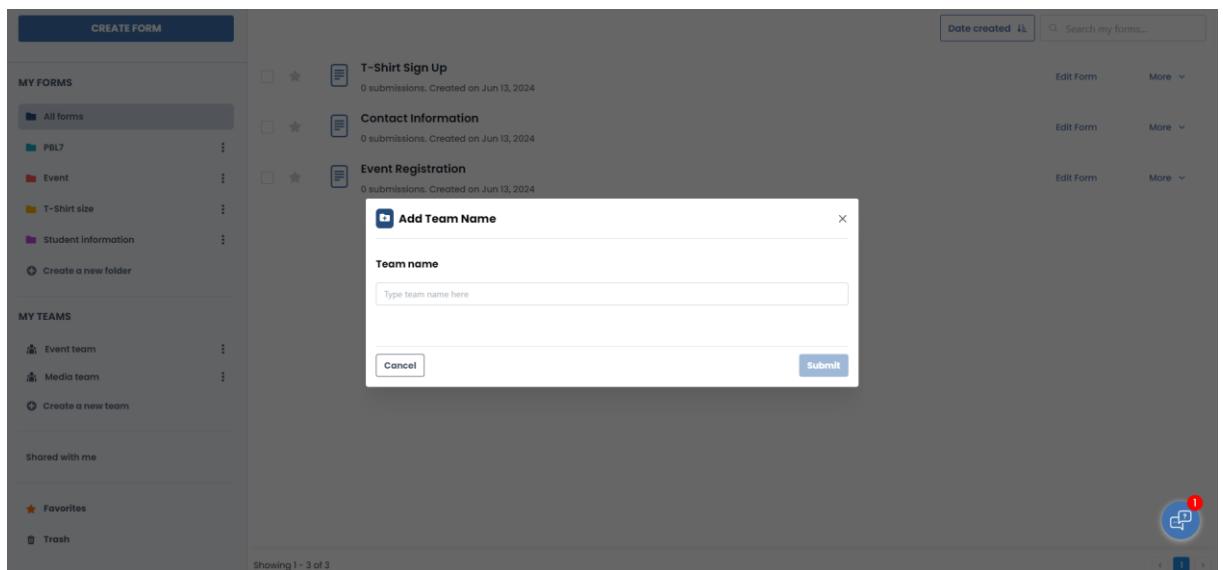 CREATE FORM
Date created
Search my forms...
MY FORMS
All forms
PBL7
Event
T-Shirt size
Student information
Create a new folder
MY TEAMS
Event team
Media team
Create a new team
Shared with me
Favorites
Trash
T-Shirt Sign Up
0 submissions. Created on Jun 13, 2024
Edit Form More
Contact Information
0 submissions. Created on Jun 13, 2024
Edit Form More
Event Registration
0 submissions. Created on Jun 13, 2024
Edit Form More
Add Team Name
Team name
Type team name here
Cancel Submit
1
Showing 1 - 3 of 3
1